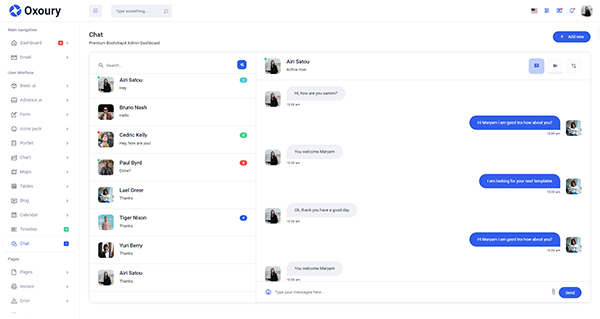 Oxoury
Type something...
Main navigation
Dashboard
Email
User interface
Basic ui
Advance ui
Form
Icons pack
Portlet
Chart
Maps
Tables
Blog
Calendar
Timeline
Chat
Pages
Pages
Invoice
Error
Chat
Premium Bootstrap4 Admin Dashboard
+ Add new
Search...
Airi Satou
Hey
Bruno Nash
Hello
Cedric Kelly
Hey, how are you!
Paul Byrd
Done?
Lael Greer
Thanks
Tiger Nixon
Thanks
Yuri Berry
Thanks
Airi Satou
Thanks
Airi Satou
Active now
Hi, how are you samim?
10:00 am
Hi Maryam i am good tnx how about you?
10:00 am
You welcome Maryam
10:00 am
I am looking for your next templates
10:00 am
Ok, thank you have a good day
10:00 am
Hi Maryam i am good tnx how about you?
10:00 am
You welcome Maryam
10:00 am
Type your messages here...
Send